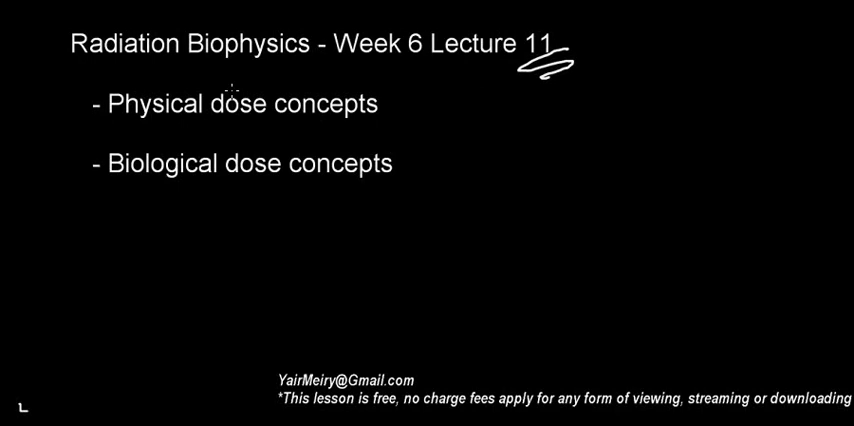 Radiation Biophysics - Week 6 Lecture 11
- Physical dose concepts
- Biological dose concepts
YairMeiry@Gmail.com
*This lesson is free, no charge fees apply for any form of viewing, streaming or downloading